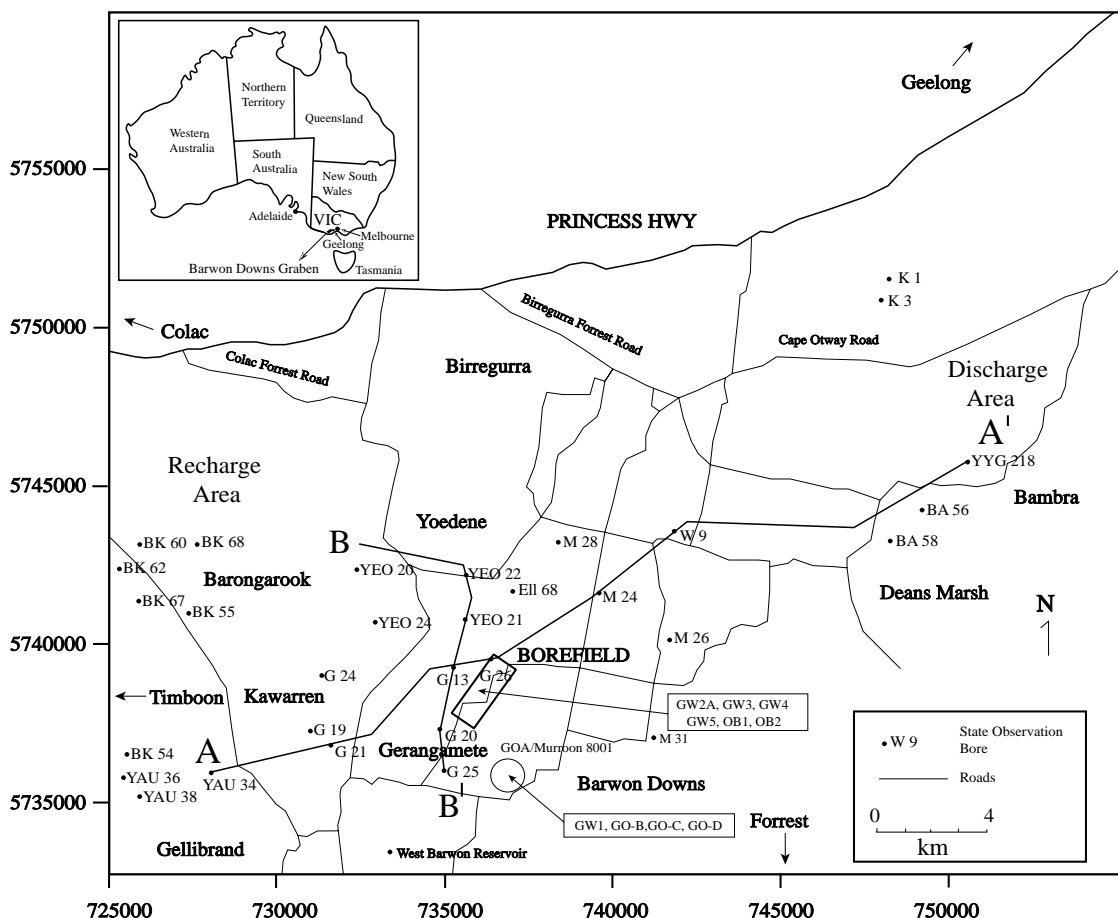 Northern
Territory
Queensland
Western
Australia
South
Australia
New South
Wales
Adelaide
VIC
Melbourne
Geelong
Barwon Downs Graben
Tasmania
Geelong
5755000
PRINCESS HWY
K 1
K 3
5750000
Colac
Birregurra Forrest Road
Cape Otway Road
Colac Forrest Road
Birregurra
Discharge
Area
A'
Recharge
Area
YYG 218
5745000
Bambra
BA 56
Yoedene
W 9
B
BK 60
BK 68
M 28
BA 58
BK 62
Barongarook
YEO 20
YEO 22
Ell 68
M 24
Deans Marsh
BK 67
BK 55
YEO 24
YEO 21
N
5740000
M 26
BOREFIELD
G 24
G 13
G 26
Timboon
Kawarren
GW2A, GW3, GW4
GW5, OB1, OB2
G 19
G 20
M 31
W 9
State Observation
Bore
A
G 21
Gerangamete
GOA/Murroon 8001
BK 54
YAU 36
YAU 34
G 25
Barwon Downs
Roads
YAU 38
5735000
B'
GW1, GO-B,GO-C, GO-D
Forrest
0
4
km
Gellibrand
West Barwon Reservoir
725000
730000
735000
740000
745000
750000